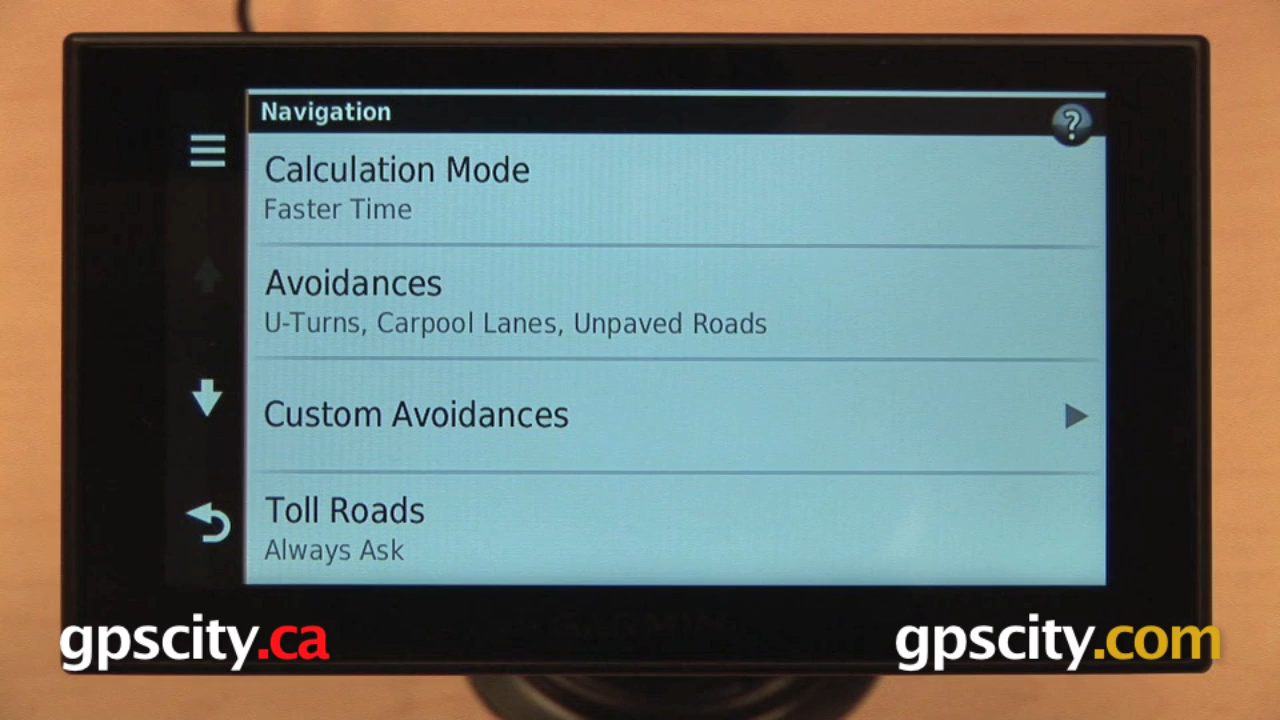 Navigation
?
Calculation Mode
Faster Time
Avoidances
U-Turns, Carpool Lanes, Unpaved Roads
Custom Avoidances
Toll Roads
Always Ask
GARMIN
gpscity.ca
gpscity.com